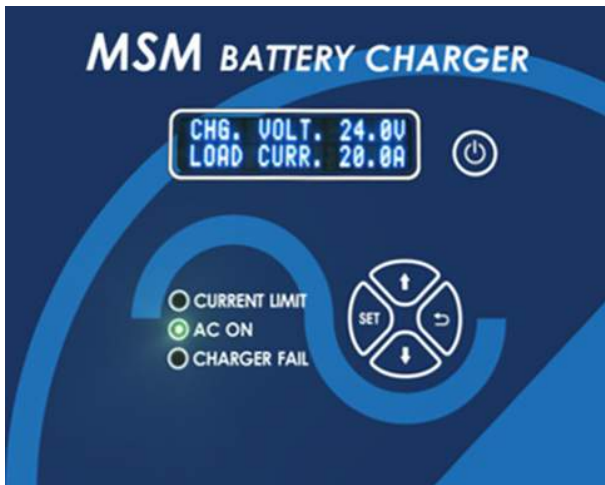 MSM BATTERY CHARGER
CHG. VOLT. 24.0V
LOAD CURR. 20.0A
CURRENT LIMIT
AC ON
CHARGER FAIL
SET